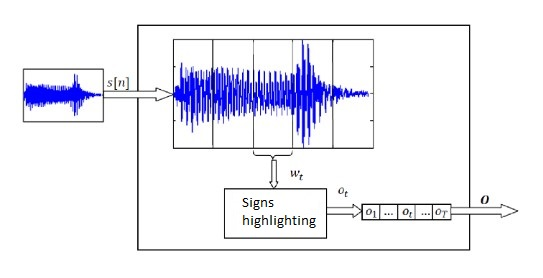 s[n]
w_t
Signs
highlighting
o_t
o_1 ... o_t ... o_T
O